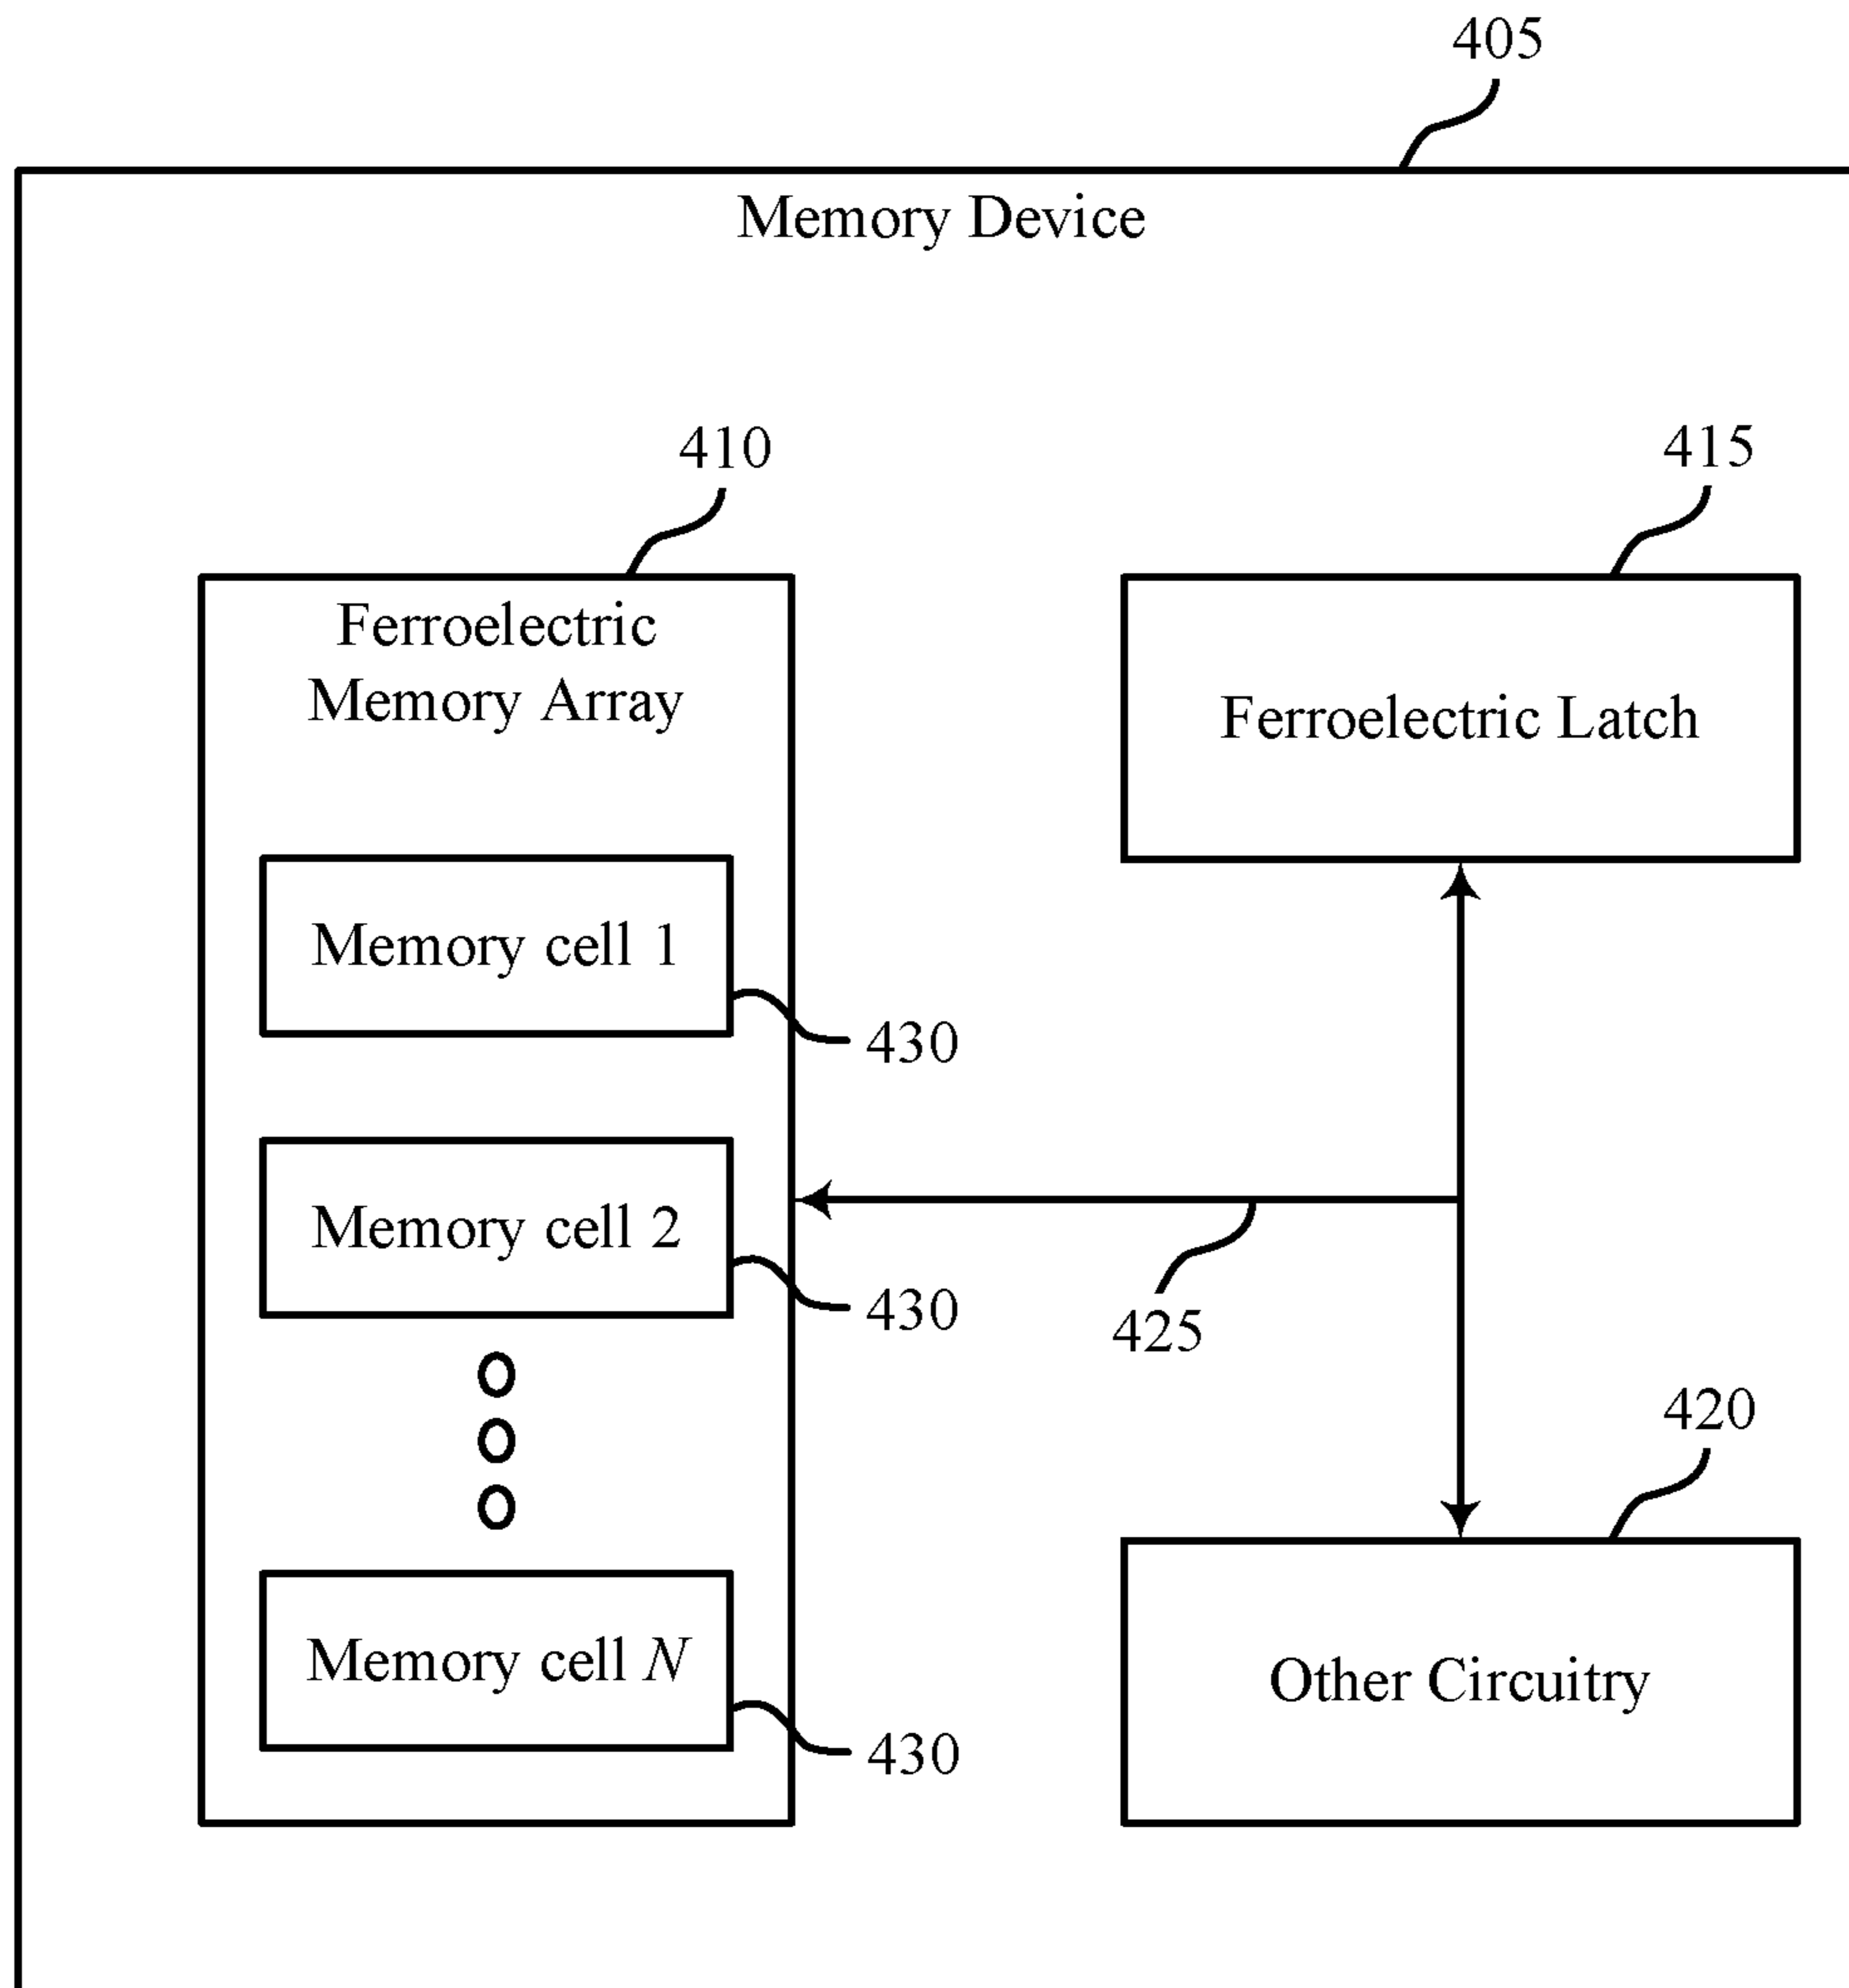 405
Memory Device
410
415
Ferroelectric
Memory Array
Ferroelectric Latch
Memory cell 1
430
Memory cell 2
430
425
420
Memory cell N
Other Circuitry
430